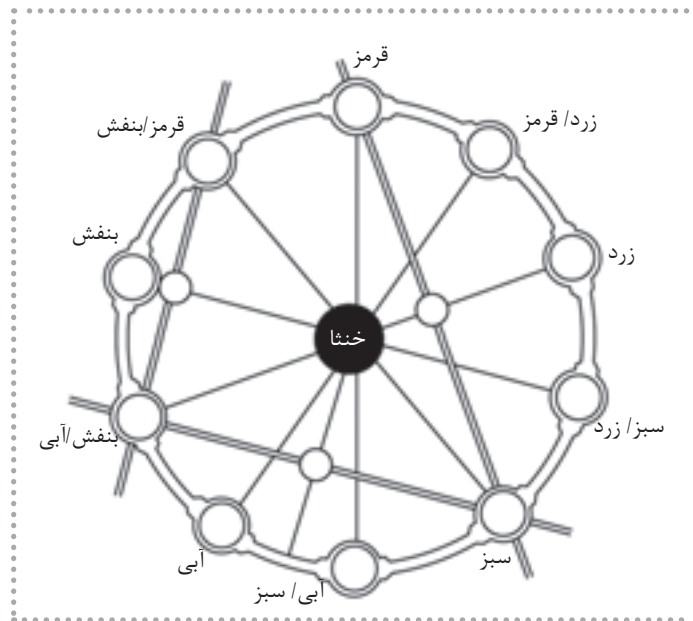 قرمز
زرد/ قرمز
قرمز/بنفش
بنفش
زرد
خنثا
سبز/ زرد
بنفش/آبی
سبز
آبی
آبی/ سبز